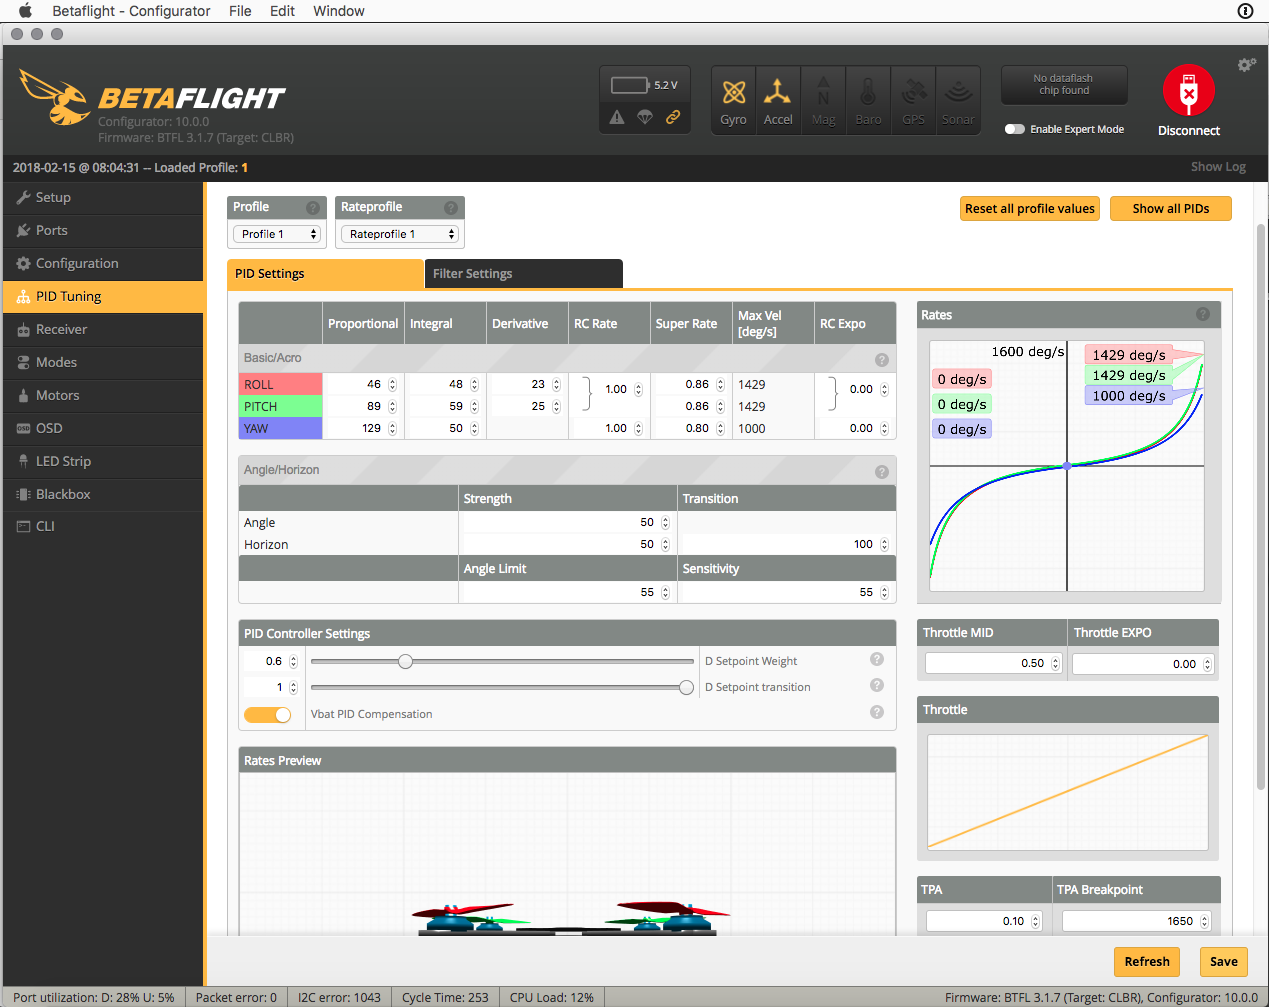 Betaflight - Configurator File Edit Window
BETAFLIGHT
Configurator: 10.0.0
Firmware: BTFL 3.1.7 (Target: CLBR)
5.2 V
Gyro Accel Mag Baro GPS Sonar
No dataflash
chip found
Enable Expert Mode
Disconnect
2018-02-15 @ 08:04:31 -- Loaded Profile: 1
Show Log
Setup
Ports
Configuration
PID Tuning
Receiver
Modes
Motors
OSD
LED Strip
Blackbox
CLI
Profile
Profile 1
Rateprofile
Rateprofile 1
Reset all profile values
Show all PIDs
PID Settings
Filter Settings
Proportional Integral Derivative RC Rate Super Rate Max Vel [deg/s] RC Expo
Basic/Acro
ROLL 46 48 23 1.00 0.86 1429 0.00
PITCH 89 59 25 0.86 1429
YAW 129 50 1.00 0.80 1000 0.00
Angle/Horizon
Strength Transition
Angle 50
Horizon 50 100
Angle Limit Sensitivity
55 55
PID Controller Settings
0.6 D Setpoint Weight
1 D Setpoint transition
Vbat PID Compensation
Rates Preview
Rates
1600 deg/s
1429 deg/s
1429 deg/s
1000 deg/s
0 deg/s
0 deg/s
0 deg/s
Throttle MID Throttle EXPO
0.50 0.00
Throttle
TPA TPA Breakpoint
0.10 1650
Refresh
Save
Port utilization: D: 28% U: 5% Packet error: 0 I2C error: 1043 Cycle Time: 253 CPU Load: 12% Firmware: BTFL 3.1.7 (Target: CLBR), Configurator: 10.0.0